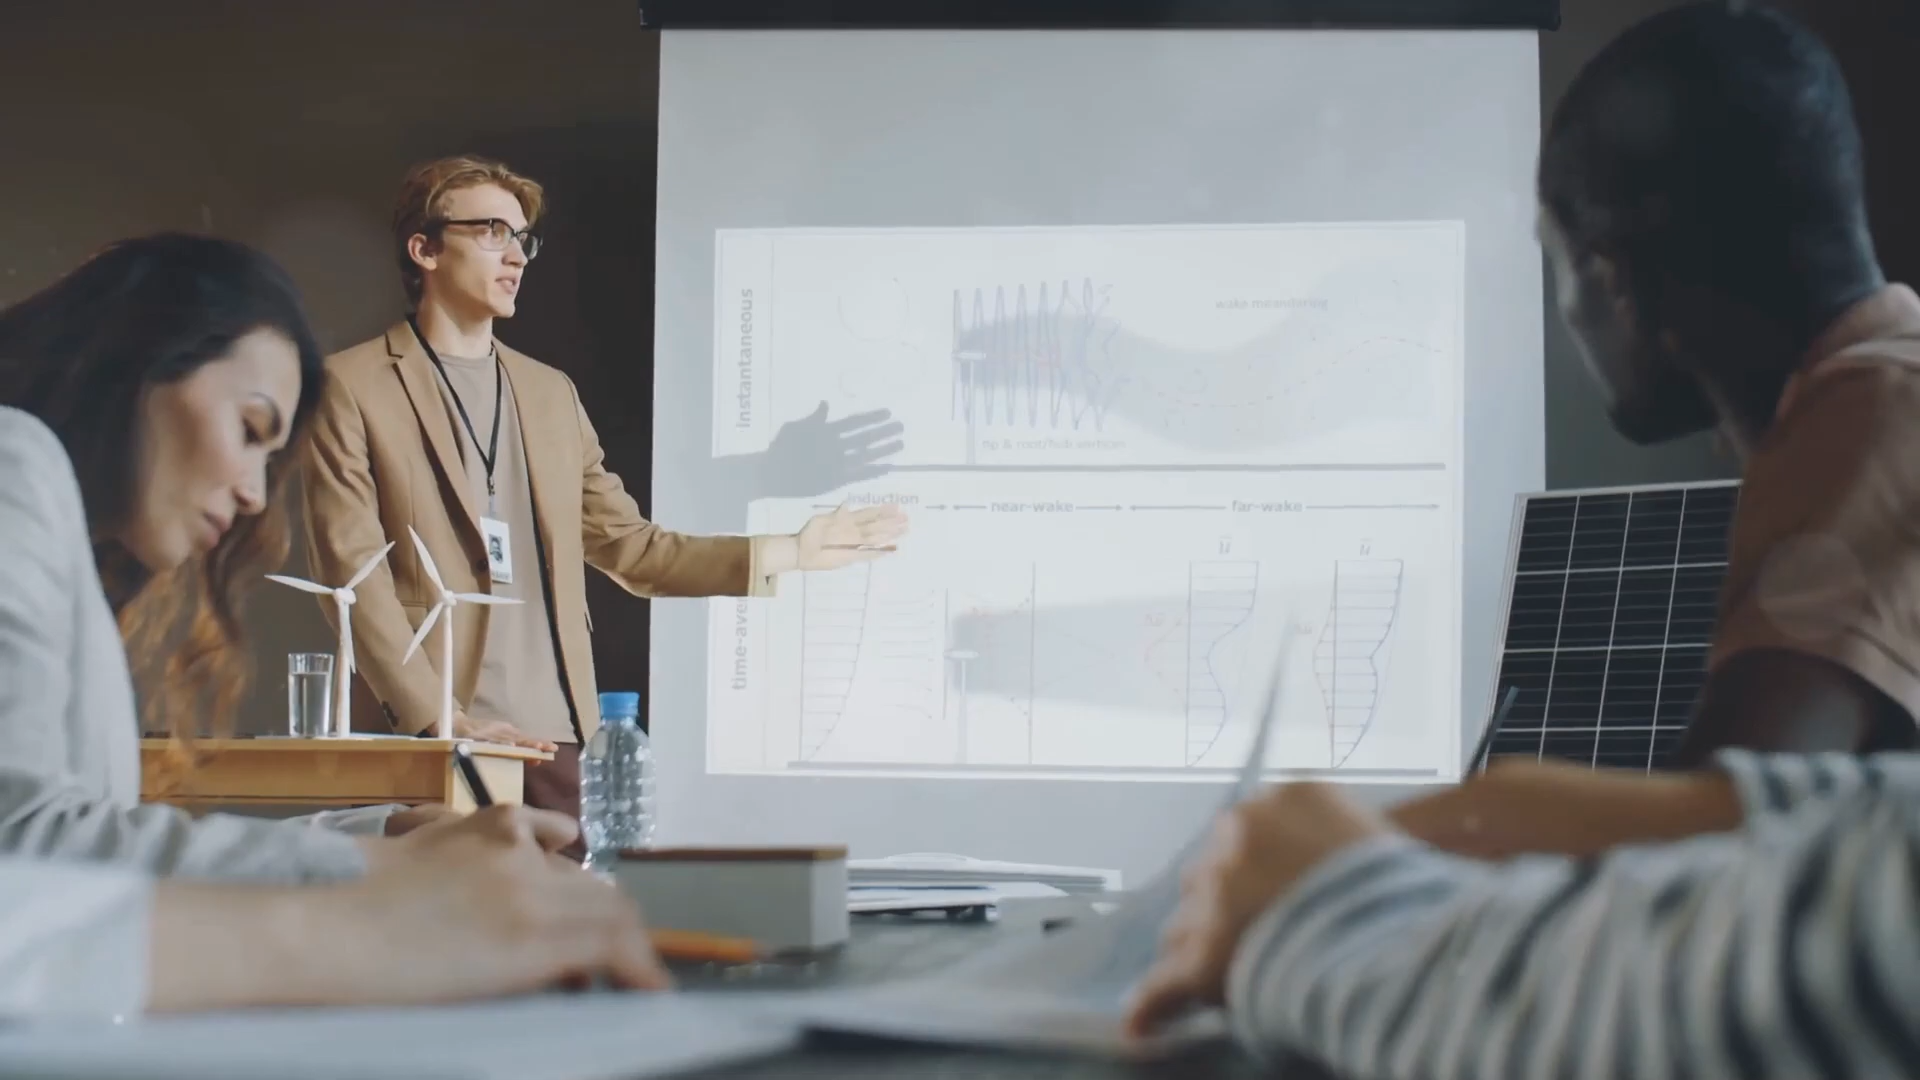 instantaneous
wake meandering
tip & root/hub vortices
induction
near-wake
far-wake
time-ave
u
u